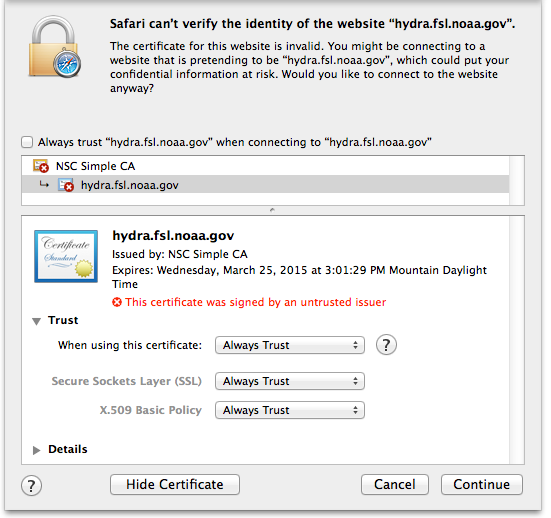 Safari can't verify the identity of the website “hydra.fsl.noaa.gov”.
The certificate for this website is invalid. You might be connecting to a
website that is pretending to be “hydra.fsl.noaa.gov”, which could put your
confidential information at risk. Would you like to connect to the website
anyway?
Always trust “hydra.fsl.noaa.gov” when connecting to “hydra.fsl.noaa.gov”
NSC Simple CA
hydra.fsl.noaa.gov
Certificate
Standard
hydra.fsl.noaa.gov
Issued by: NSC Simple CA
Expires: Wednesday, March 25, 2015 at 3:01:29 PM Mountain Daylight
Time
This certificate was signed by an untrusted issuer
Trust
When using this certificate: Always Trust ?
Secure Sockets Layer (SSL) Always Trust
X.509 Basic Policy Always Trust
Details
? Hide Certificate Cancel Continue